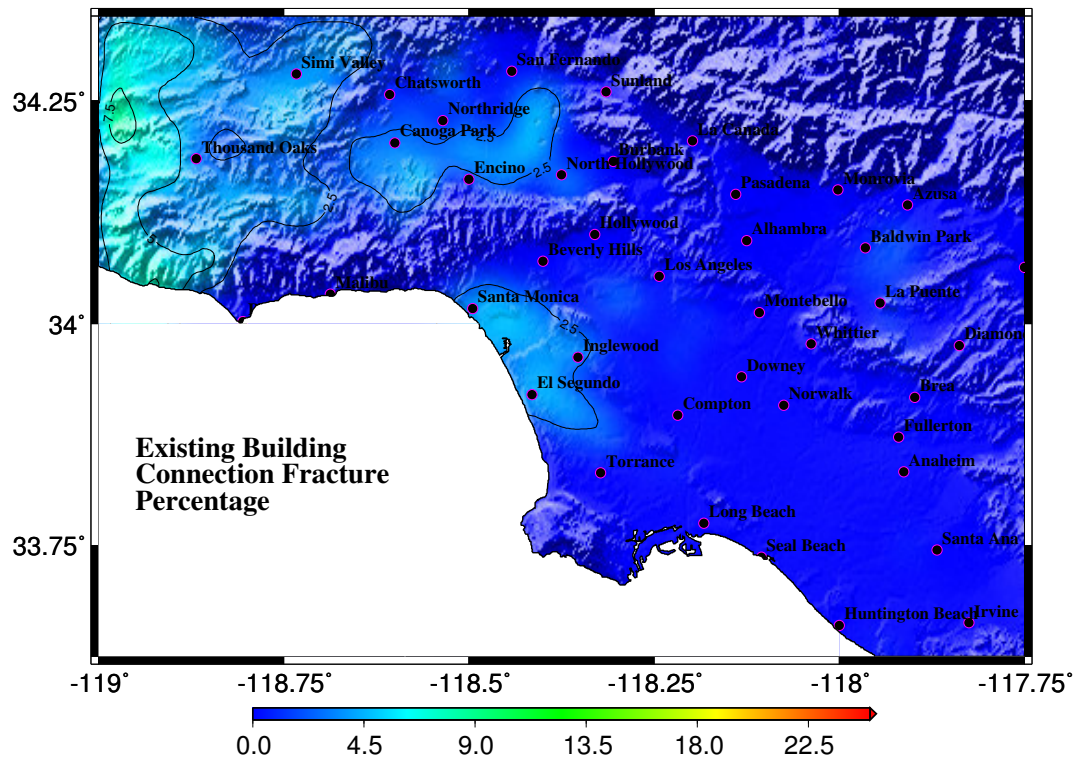 Simi Valley
San Fernando
Chatsworth
Sunland
34.25°
7.5
Northridge
Canoga Park
2.5
La Canada
Thousand Oaks
Burbank
Encino
2.5
North Hollywood
Pasadena
Monrovia
2.5
Azusa
Hollywood
Alhambra
Baldwin Park
Beverly Hills
Los Angeles
Malibu
Santa Monica
La Puente
Montebello
34°
2.5
Inglewood
Whittier
Diamon
Downey
El Segundo
Compton
Norwalk
Brea
Fullerton
Existing Building
Connection Fracture
Percentage
Torrance
Anaheim
Long Beach
33.75°
Seal Beach
Santa Ana
Huntington Beach
Irvine
-119° -118.75° -118.5° -118.25° -118° -117.75°
0.0 4.5 9.0 13.5 18.0 22.5